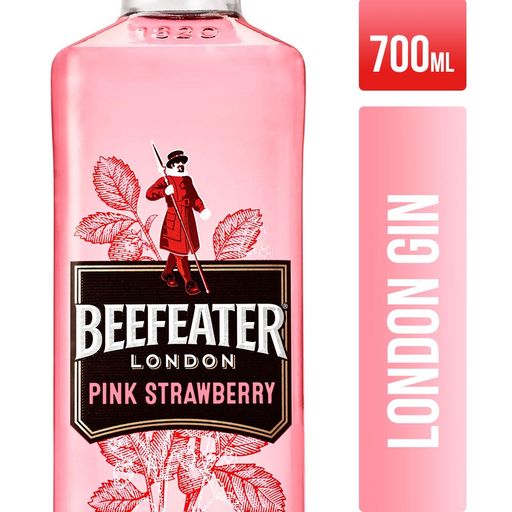 1820
BEEFEATER®
LONDON
PINK STRAWBERRY
700ML
LONDON GIN